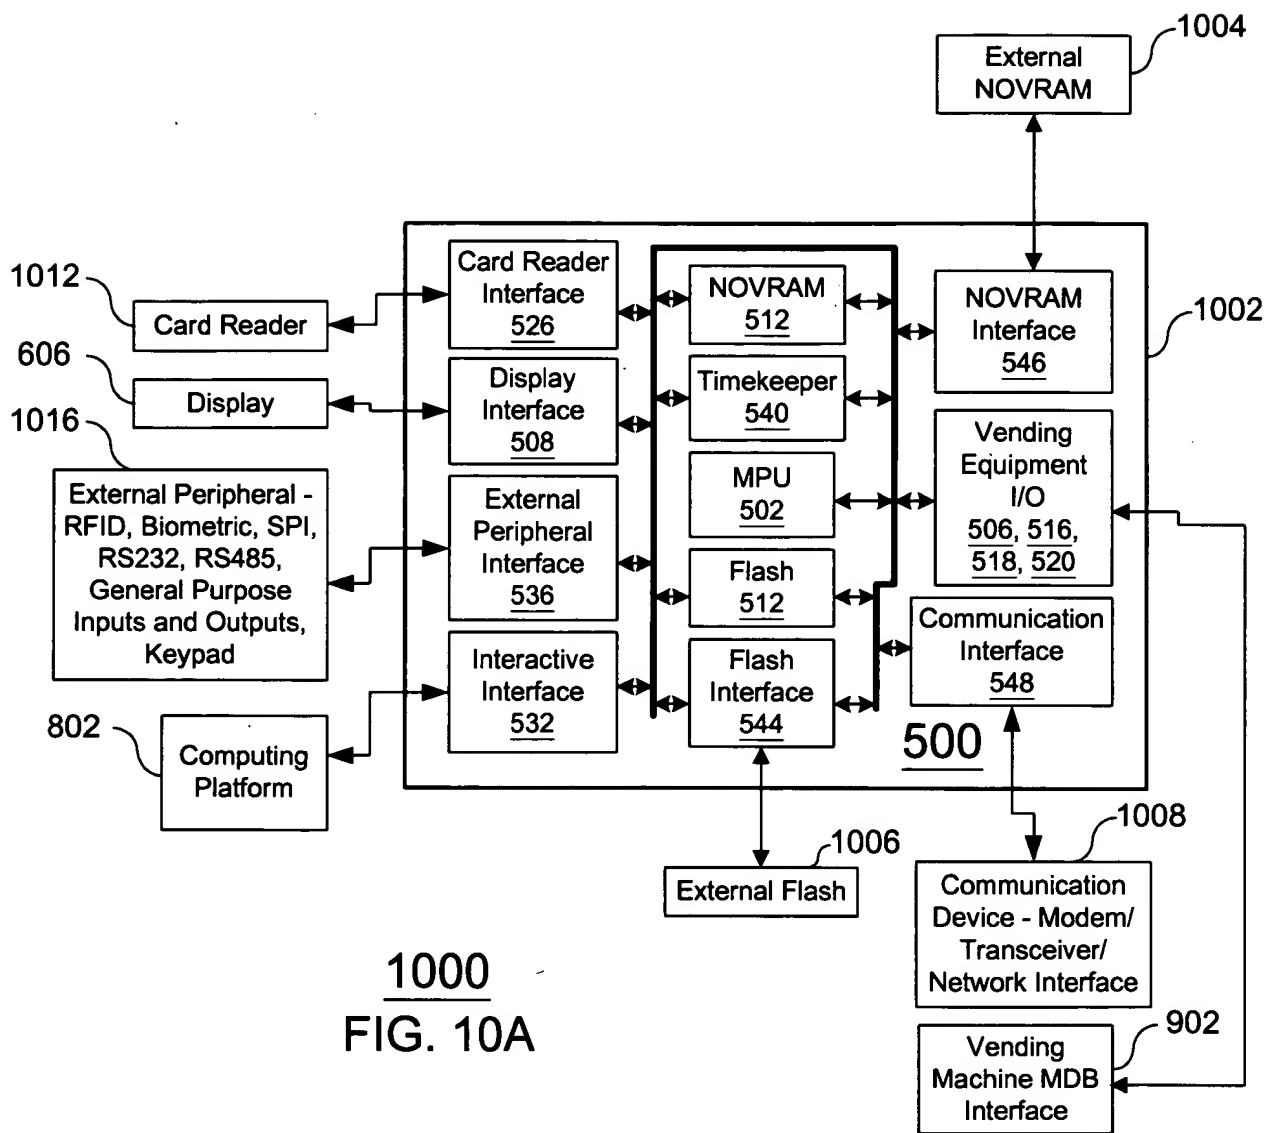 1004
External
NOVRAM
1012
Card Reader
606
Display
1016
External Peripheral -
RFID, Biometric, SPI,
RS232, RS485,
General Purpose
Inputs and Outputs,
Keypad
802
Computing
Platform
Card Reader
Interface
526
Display
Interface
508
External
Peripheral
Interface
536
Interactive
Interface
532
NOVRAM
512
Timekeeper
540
MPU
502
Flash
512
Flash
Interface
544
NOVRAM
Interface
546
1002
Vending
Equipment
I/O
506, 516,
518, 520
Communication
Interface
548
500
1006
External Flash
1008
Communication
Device - Modem/
Transceiver/
Network Interface
902
Vending
Machine MDB
Interface
1000
FIG. 10A